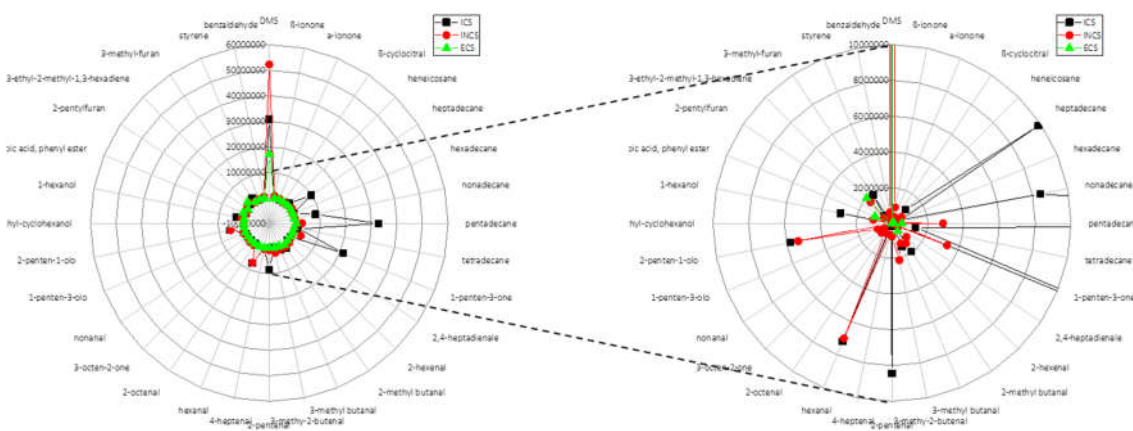 DMS
ß-ionone
a-ionone
ß-cyclocitral
heneicosane
heptadecane
hexadecane
nonadecane
pentadecane
tetradecane
1-penten-3-one
2,4-heptadienale
2-hexenal
2-methyl butanal
3-methyl butanal
3-methy-2-butenal
2-pentenal
4-heptenal
hexanal
2-octenal
3-octen-2-one
nonanal
1-penten-3-olo
2-penten-1-olo
hyl-cyclohexanol
1-hexanol
oic acid, phenyl ester
2-pentylfuran
3-ethyl-2-methyl-1,3-hexadiene
3-methyl-furan
styrene
benzaldehyde
60000000
50000000
40000000
30000000
20000000
10000000
ICS
INCS
ECS
DMS
ß-ionone
a-ionone
ß-cyclocitral
heneicosane
heptadecane
hexadecane
nonadecane
pentadecane
tetradecane
1-penten-3-one
2,4-heptadienale
2-hexenal
2-methyl butanal
3-methyl butanal
3-methy-2-butenal
2-pentenal
4-heptenal
hexanal
2-octenal
3-octen-2-one
nonanal
1-penten-3-olo
2-penten-1-olo
hyl-cyclohexanol
1-hexanol
oic acid, phenyl ester
2-pentylfuran
3-ethyl-2-methyl-1,3-hexadiene
3-methyl-furan
styrene
benzaldehyde
10000000
8000000
6000000
4000000
2000000
ICS
INCS
ECS